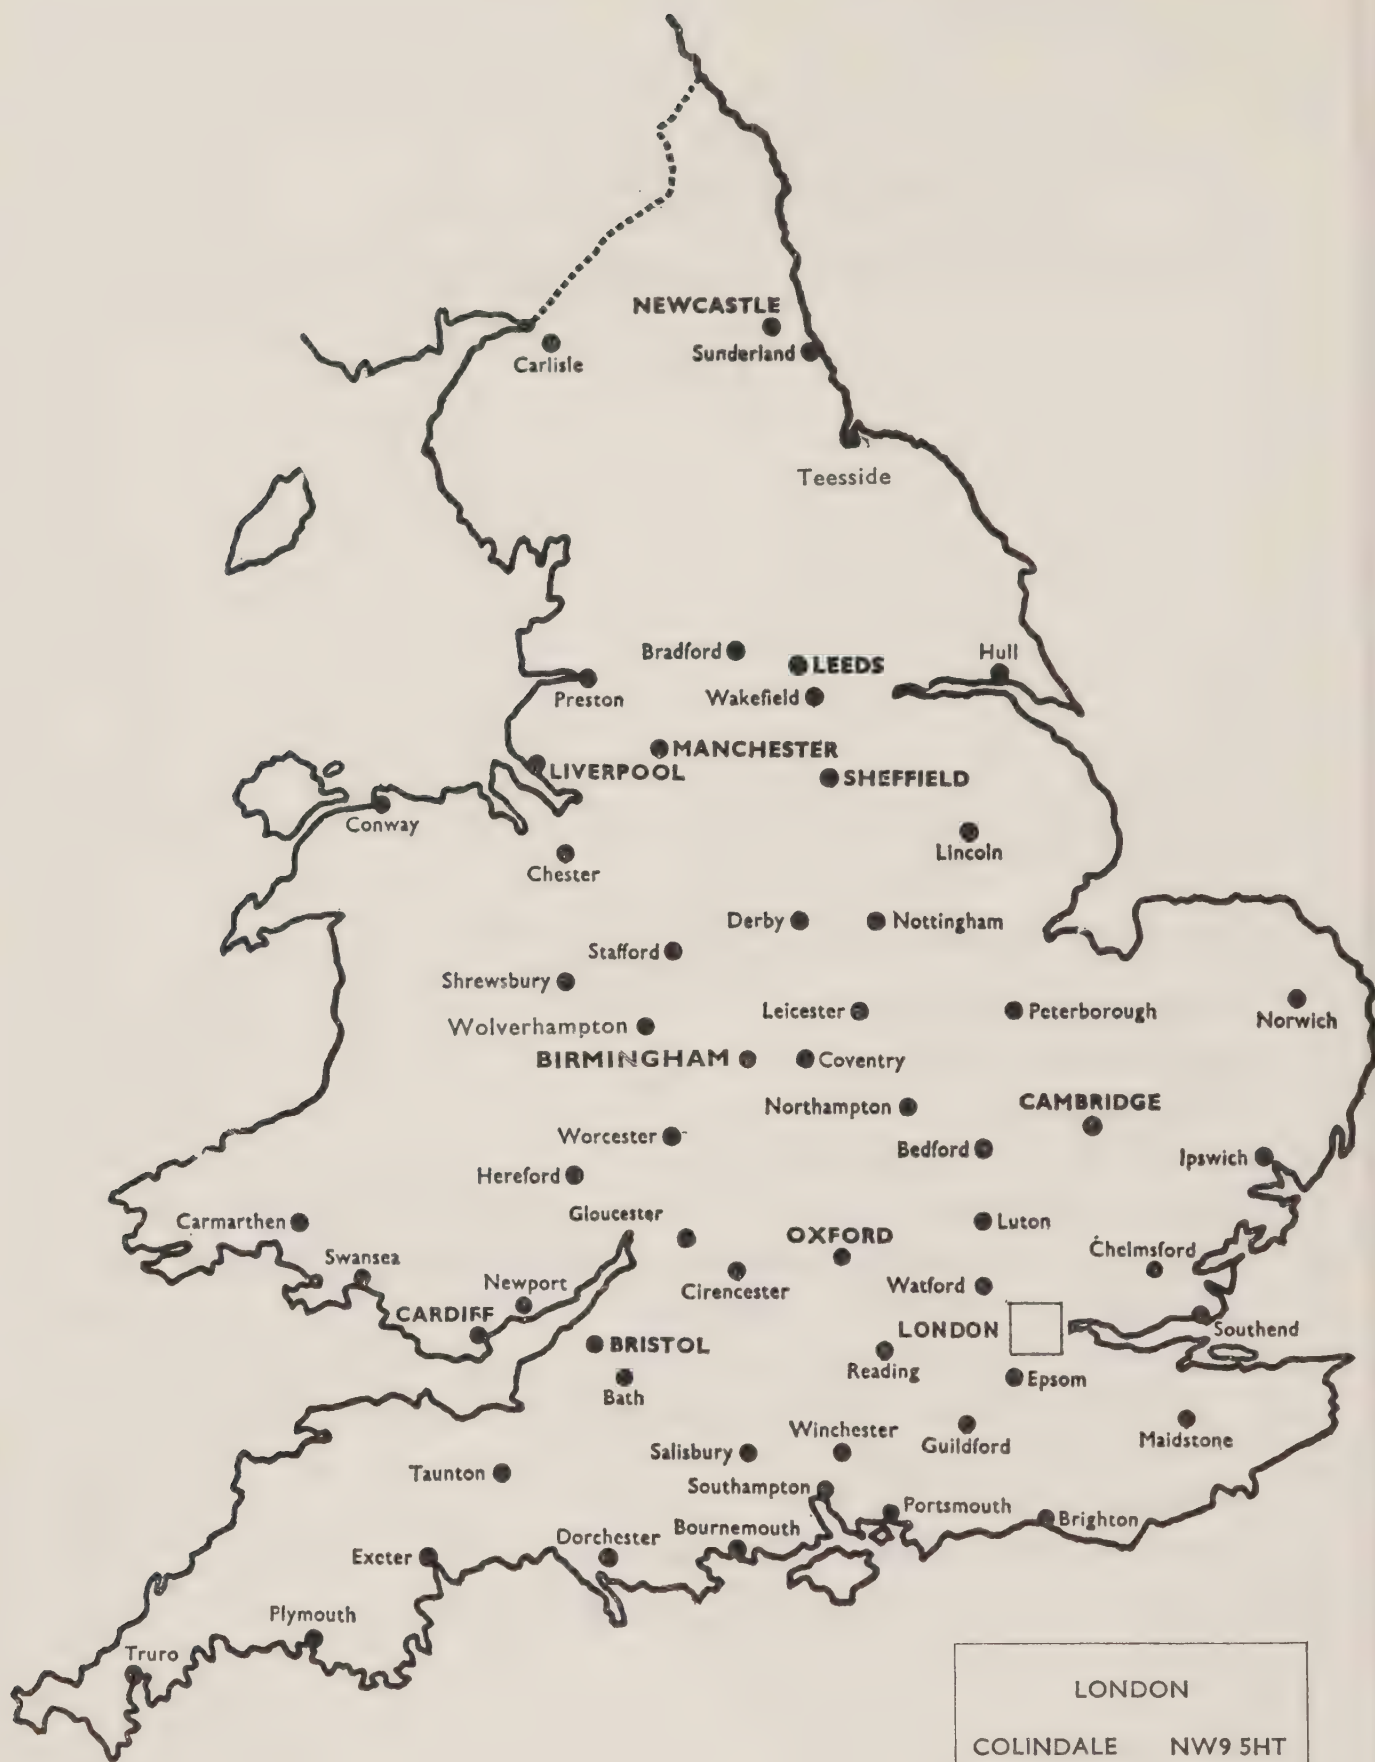 NEWCASTLE
Sunderland
Carlisle
Teesside
Bradford
LEEDS
Hull
Preston
Wakefield
MANCHESTER
LIVERPOOL
SHEFFIELD
Conway
Lincoln
Chester
Derby
Nottingham
Stafford
Shrewsbury
Leicester
Peterborough
Norwich
Wolverhampton
BIRMINGHAM
Coventry
Northampton
CAMBRIDGE
Worcester
Bedford
Ipswich
Hereford
Gloucester
Carmarthen
Luton
OXFORD
Chelmsford
Swansea
Newport
Cirencester
Watford
CARDIFF
LONDON
Southend
BRISTOL
Reading
Epsom
Bath
Winchester
Guildford
Maidstone
Salisbury
Taunton
Southampton
Portsmouth
Brighton
Bournemouth
Dorchester
Exeter
Plymouth
Truro
LONDON
COLINDALE NW9 5HT